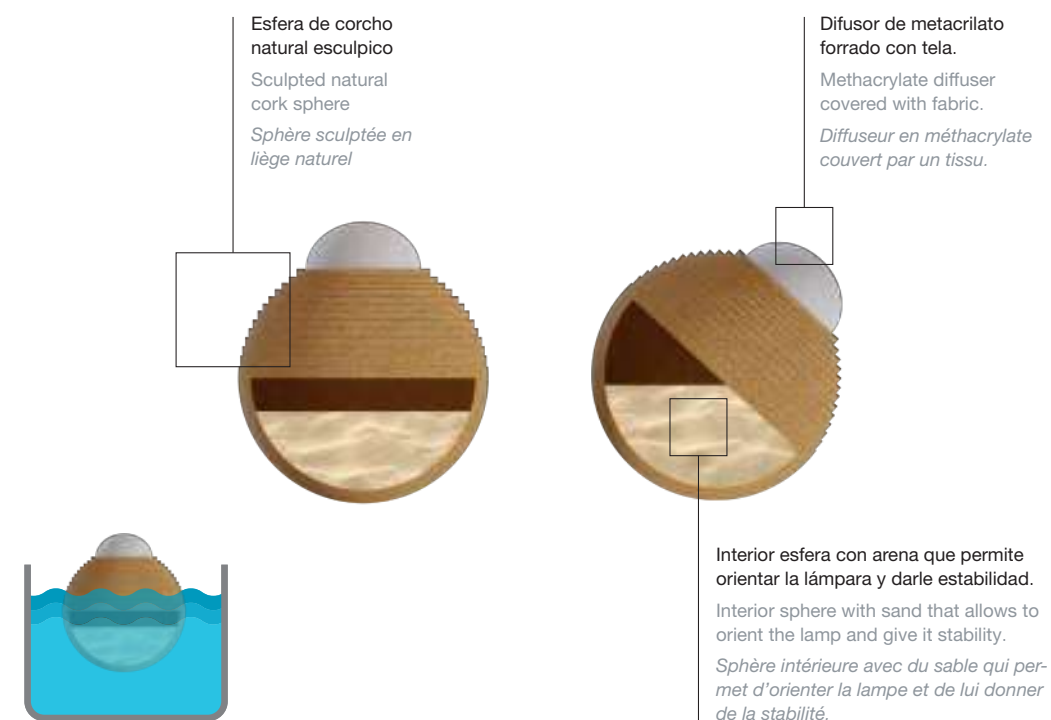 Esfera de corcho
natural esculpico
Sculpted natural
cork sphere
Sphère sculptée en
liège naturel
Difusor de metacrilato
forrado con tela.
Methacrylate diffuser
covered with fabric.
Diffuseur en méthacrylate
couvert par un tissu.
Interior esfera con arena que permite
orientar la lámpara y darle estabilidad.
Interior sphere with sand that allows to
orient the lamp and give it stability.
Sphère intérieure avec du sable qui per-
met d’orienter la lampe et de lui donner
de la stabilité.